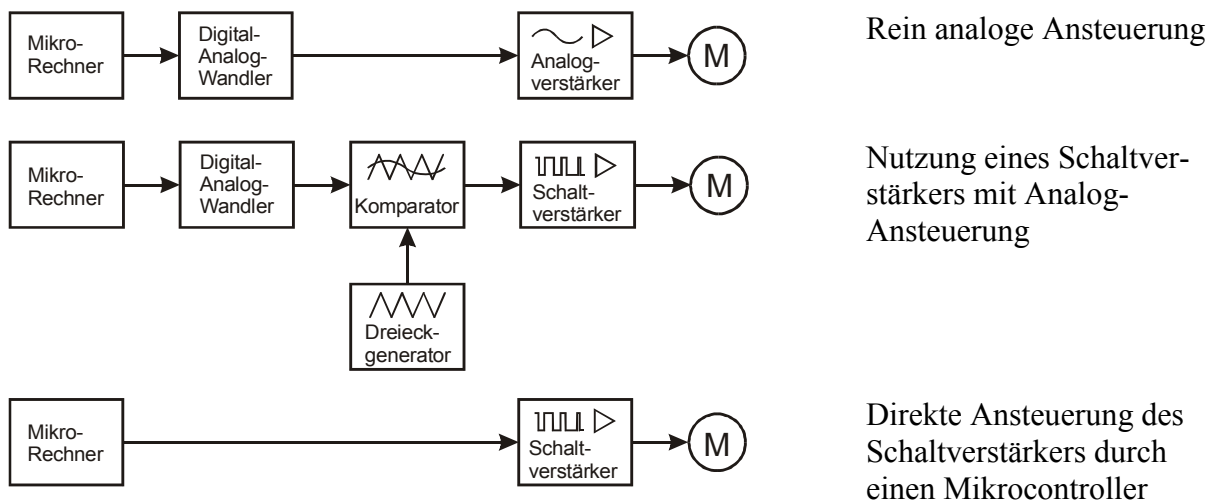 Mikro-
Rechner
Digital-
Analog-
Wandler
Analog-
verstärker
M
Rein analoge Ansteuerung
Mikro-
Rechner
Digital-
Analog-
Wandler
Komparator
Schalt-
verstärker
M
Dreieck-
generator
Nutzung eines Schaltver-
stärkers mit Analog-
Ansteuerung
Mikro-
Rechner
Schalt-
verstärker
M
Direkte Ansteuerung des
Schaltverstärkers durch
einen Mikrocontroller